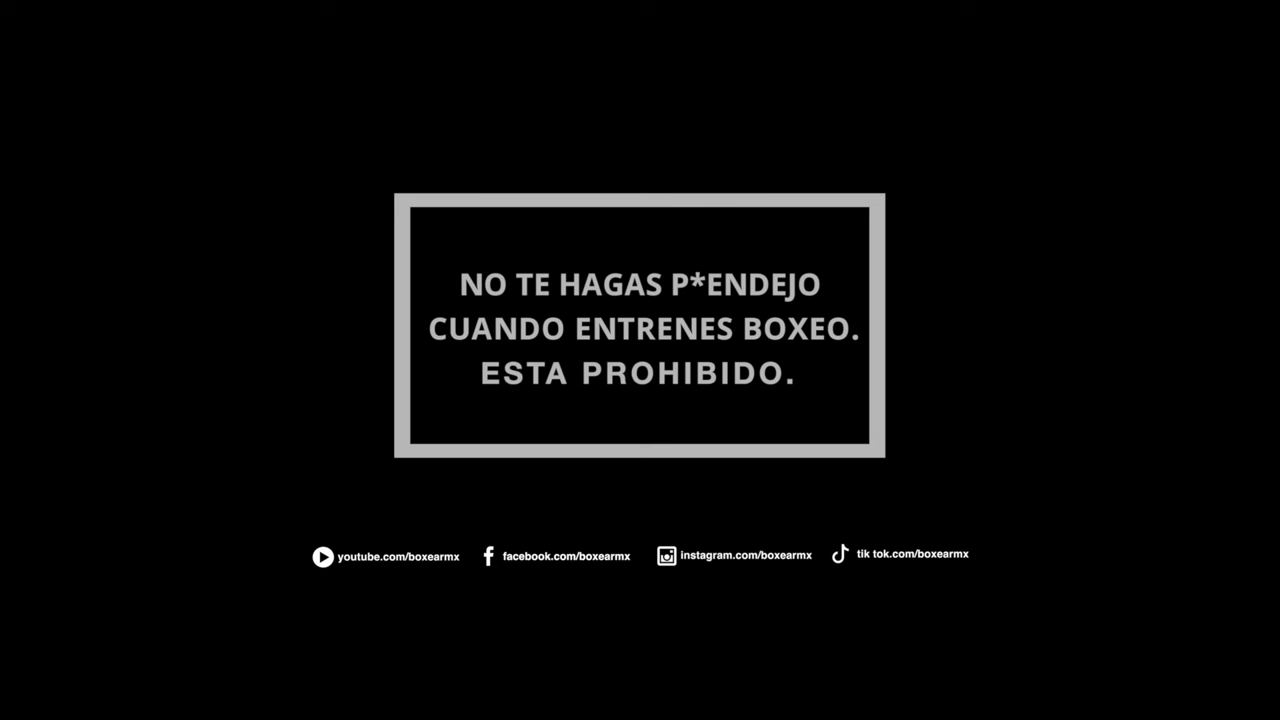 NO TE HAGAS P*ENDEJO
CUANDO ENTRENES BOXEO.
ESTA PROHIBIDO.
youtube.com/boxearmx facebook.com/boxearmx instagram.com/boxearmx tik tok.com/boxearmx